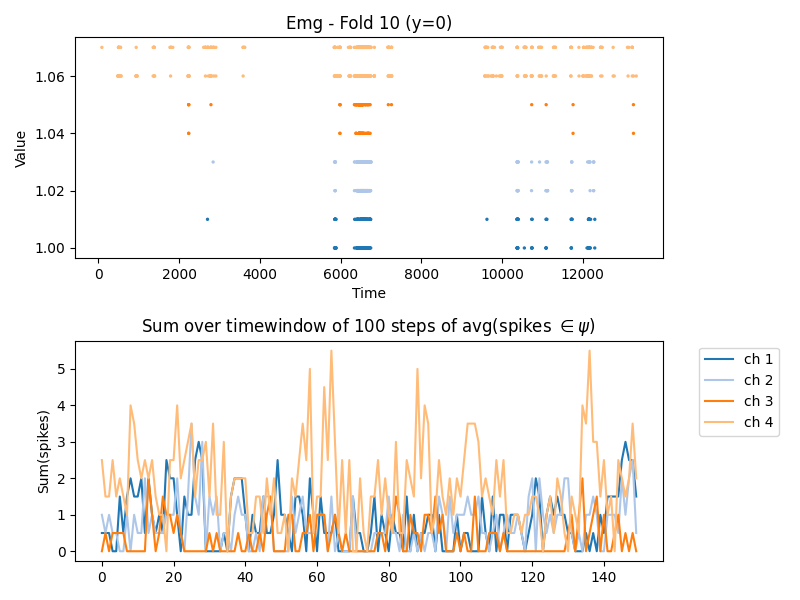 Emg - Fold 10 (y=0)
Value
1.06
1.04
1.02
1.00
0 2000 4000 6000 8000 10000 12000
Time
Sum over timewindow of 100 steps of avg(spikes ∈ ψ)
Sum(spikes)
5
4
3
2
1
0
0 20 40 60 80 100 120 140
ch 1
ch 2
ch 3
ch 4